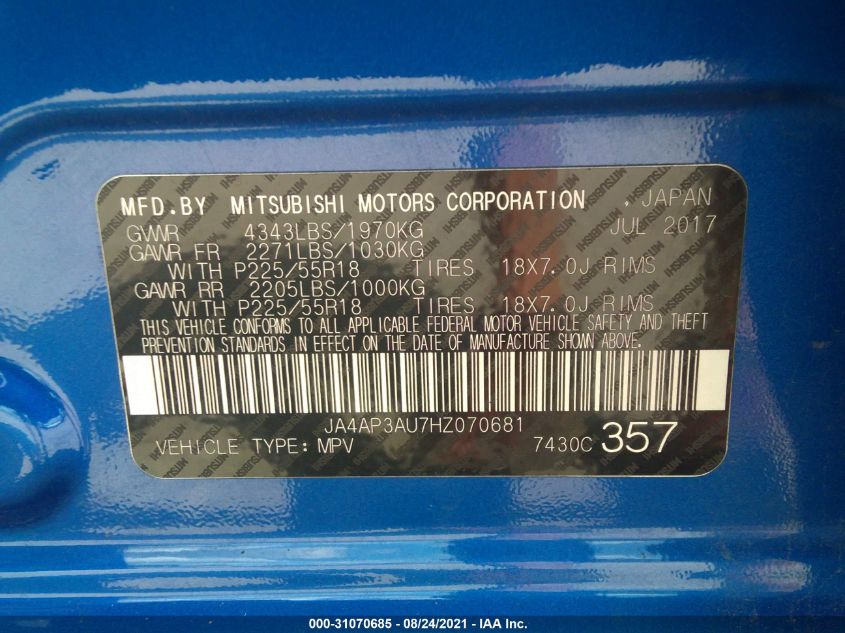 MFD.BY MITSUBISHI MOTORS CORPORATION , JAPAN
GVWR 4343LBS/1970KG JUL 2017
GAWR FR 2271LBS/1030KG
WITH P225/55R18 TIRES 18X7.0J RIMS
GAWR RR 2205LBS/1000KG
WITH P225/55R18 TIRES 18X7.0J RIMS
THIS VEHICLE CONFORMS TO ALL APPLICABLE FEDERAL MOTOR VEHICLE SAFETY AND THEFT
PREVENTION STANDARDS IN EFFECT ON THE DATE OF MANUFACTURE SHOWN ABOVE.
JA4AP3AU7HZ070681
VEHICLE TYPE: MPV 7430C 357
000-31070685 - 08/24/2021 - IAA Inc.